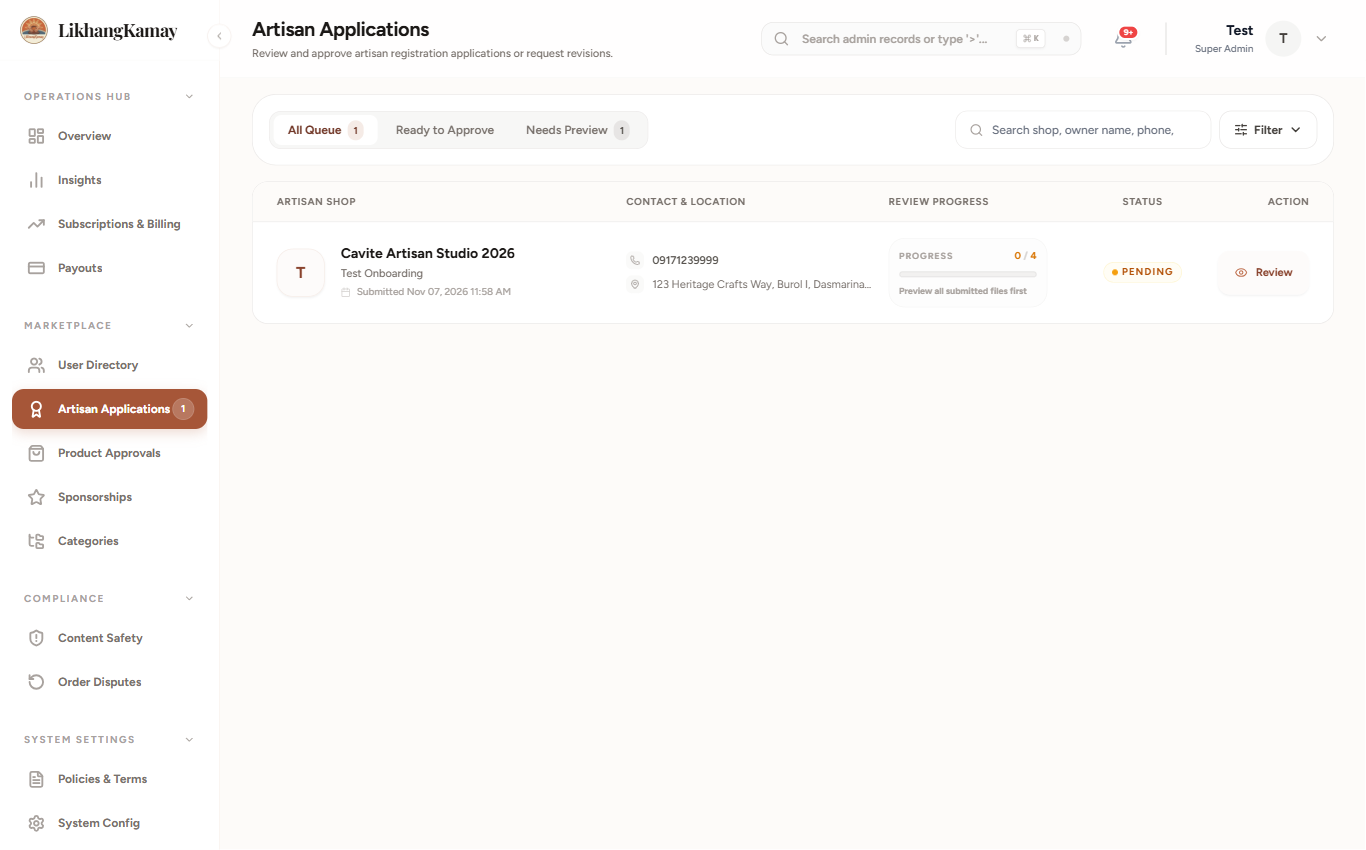 LikhangKamay
OPERATIONS HUB
Overview
Insights
Subscriptions & Billing
Payouts
MARKETPLACE
User Directory
Artisan Applications 1
Product Approvals
Sponsorships
Categories
COMPLIANCE
Content Safety
Order Disputes
SYSTEM SETTINGS
Policies & Terms
System Config
Artisan Applications
Review and approve artisan registration applications or request revisions.
Search admin records or type '>'...
⌘ K
9+
Test
Super Admin
T
All Queue 1
Ready to Approve
Needs Preview 1
Search shop, owner name, phone,
Filter
ARTISAN SHOP
CONTACT & LOCATION
REVIEW PROGRESS
STATUS
ACTION
T
Cavite Artisan Studio 2026
Test Onboarding
Submitted Nov 07, 2026 11:58 AM
09171239999
123 Heritage Crafts Way, Burol I, Dasmarina...
PROGRESS 0 / 4
Preview all submitted files first
PENDING
Review